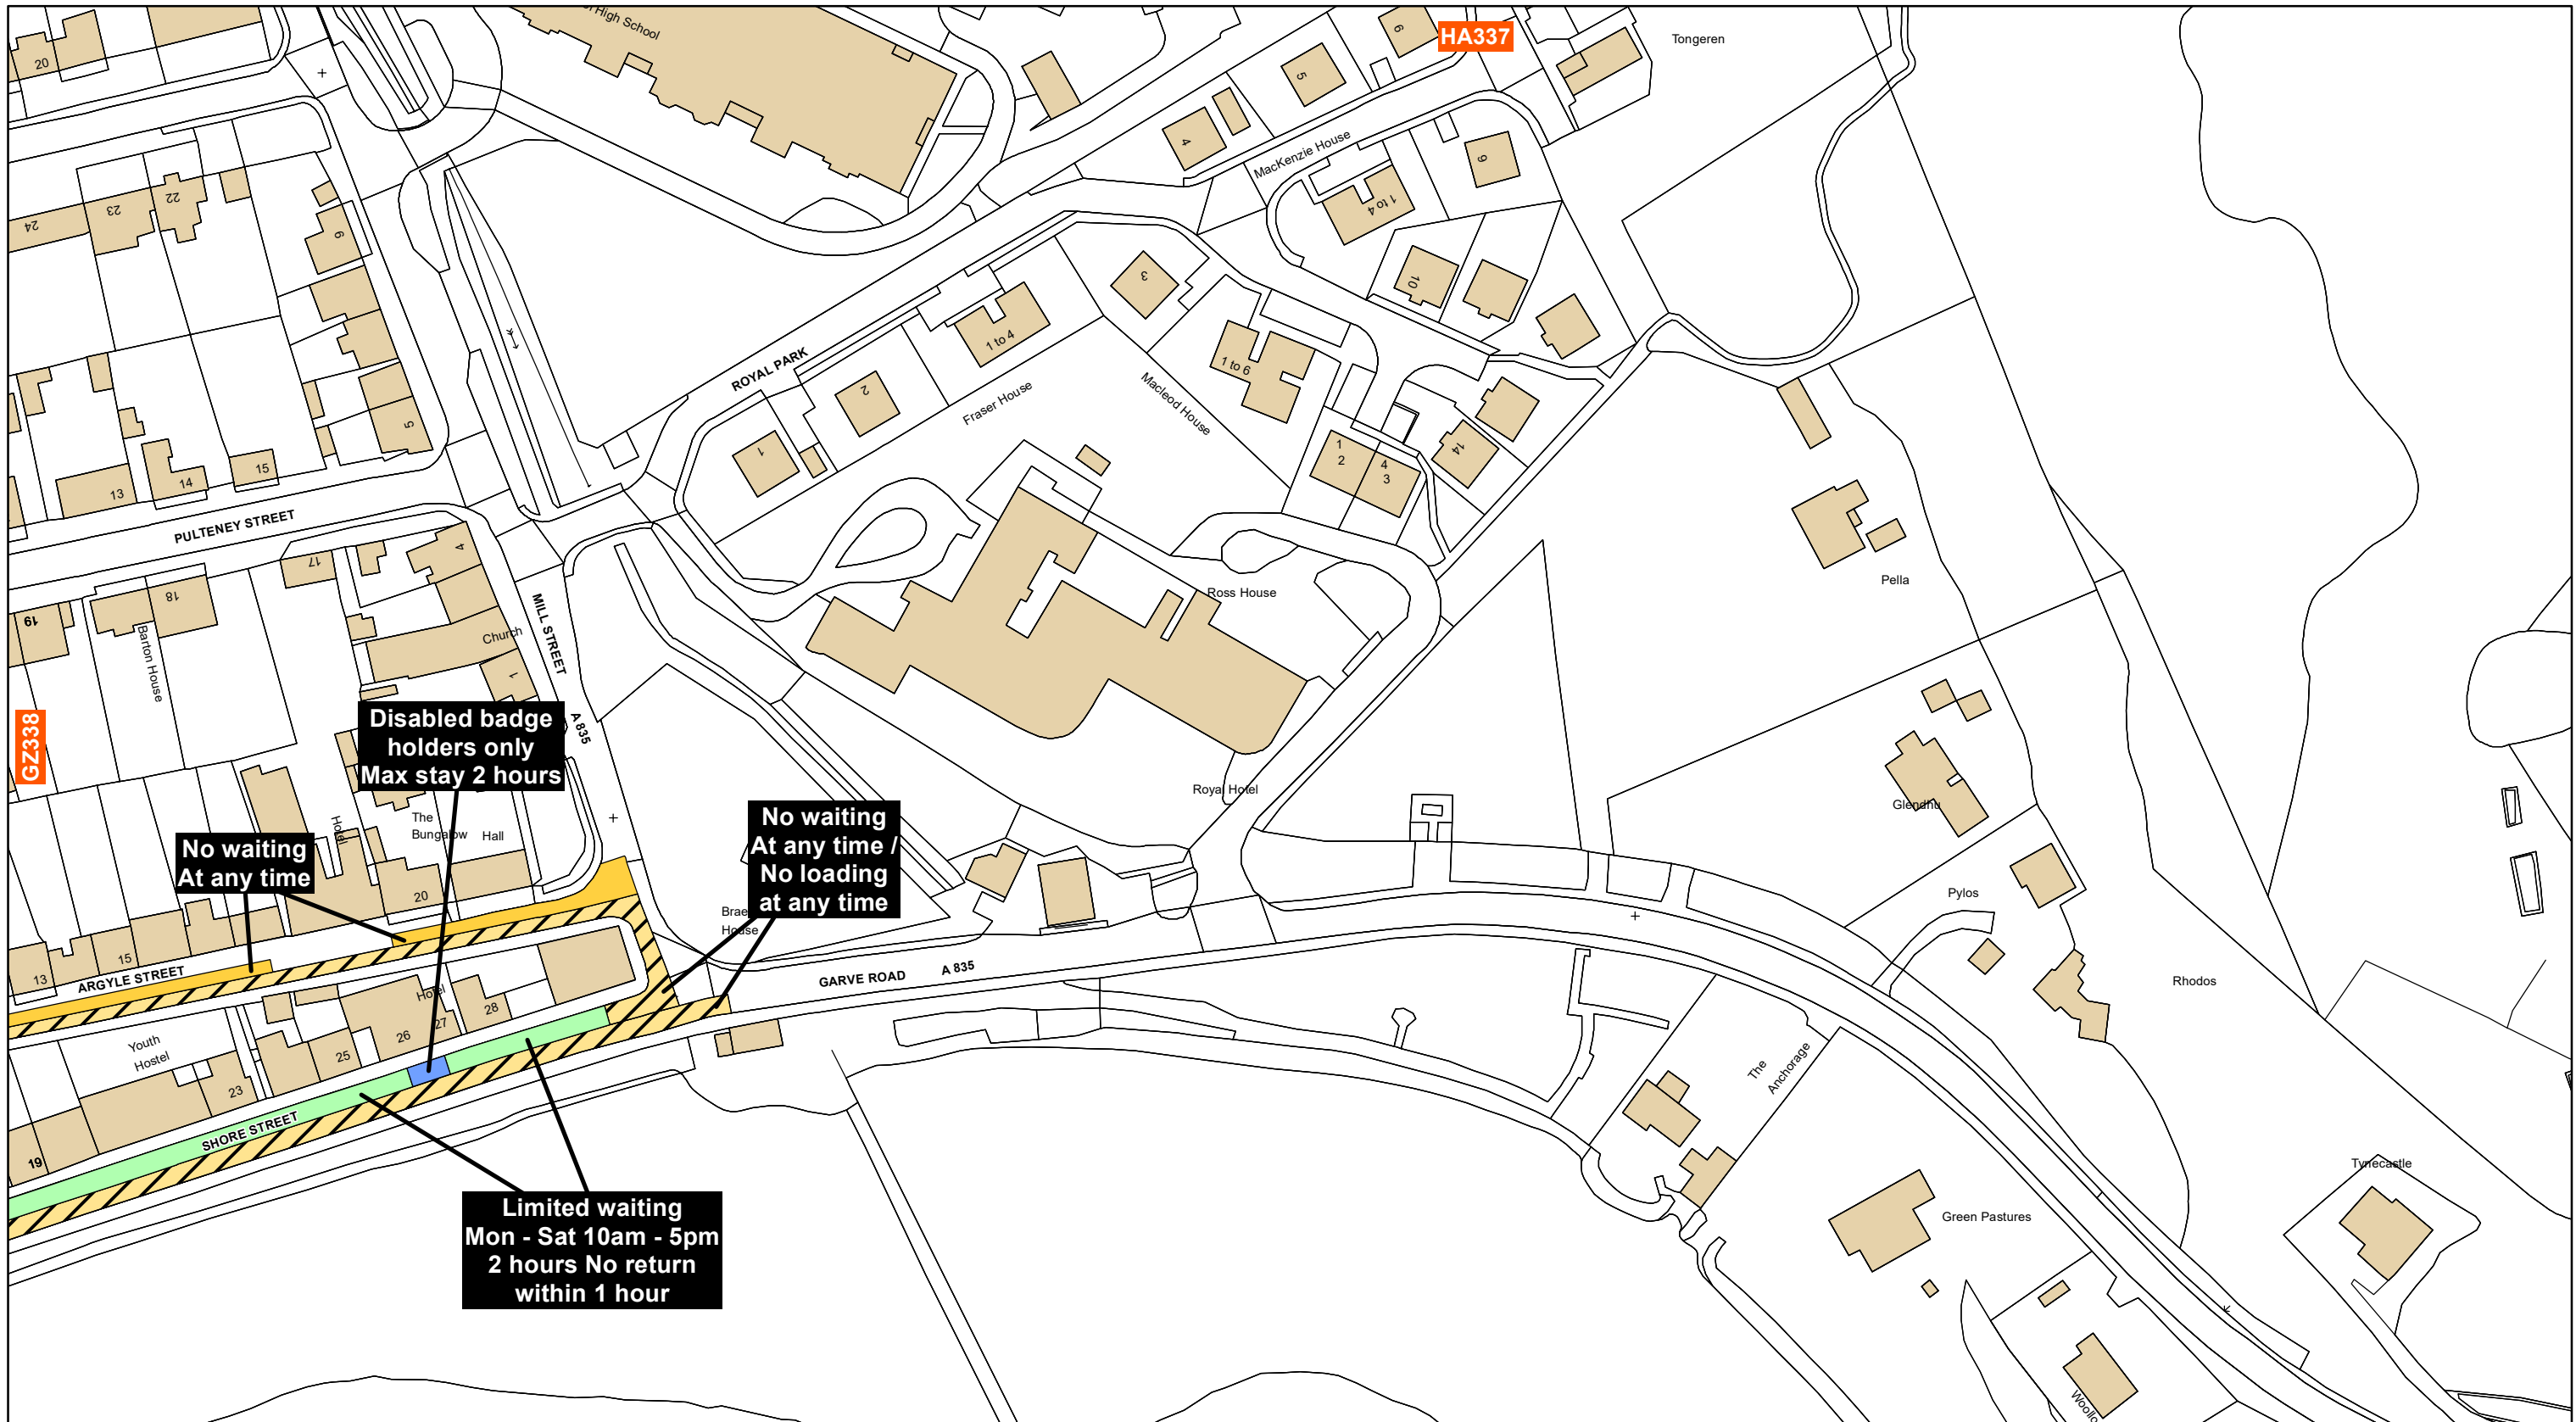 High School
HA337
Tongeren
20
6
5
4
MacKenzie House
9
24
23
22
6
1 to 4
3
10
ROYAL PARK
1 to 4
2
1
Fraser House
Macleod House
1 to 6
1
2
4
3
14
5
13
14
15
PULTENEY STREET
17
4
18
19
Barton House
MILL STREET
Church
1
A 835
Ross House
Pella
GZ338
Disabled badge
holders only
Max stay 2 hours
Royal Hotel
Glendhu
The
Bungalow
Hall
Hotel
No waiting
At any time
No waiting
At any time /
No loading
at any time
20
House
Pylos
13
15
ARGYLE STREET
GARVE ROAD
A 835
Rhodos
Hotel
28
27
26
25
23
Youth
Hostel
The
Anchorage
SHORE STREET
19
Tynecastle
Green Pastures
Limited waiting
Mon - Sat 10am - 5pm
2 hours No return
within 1 hour